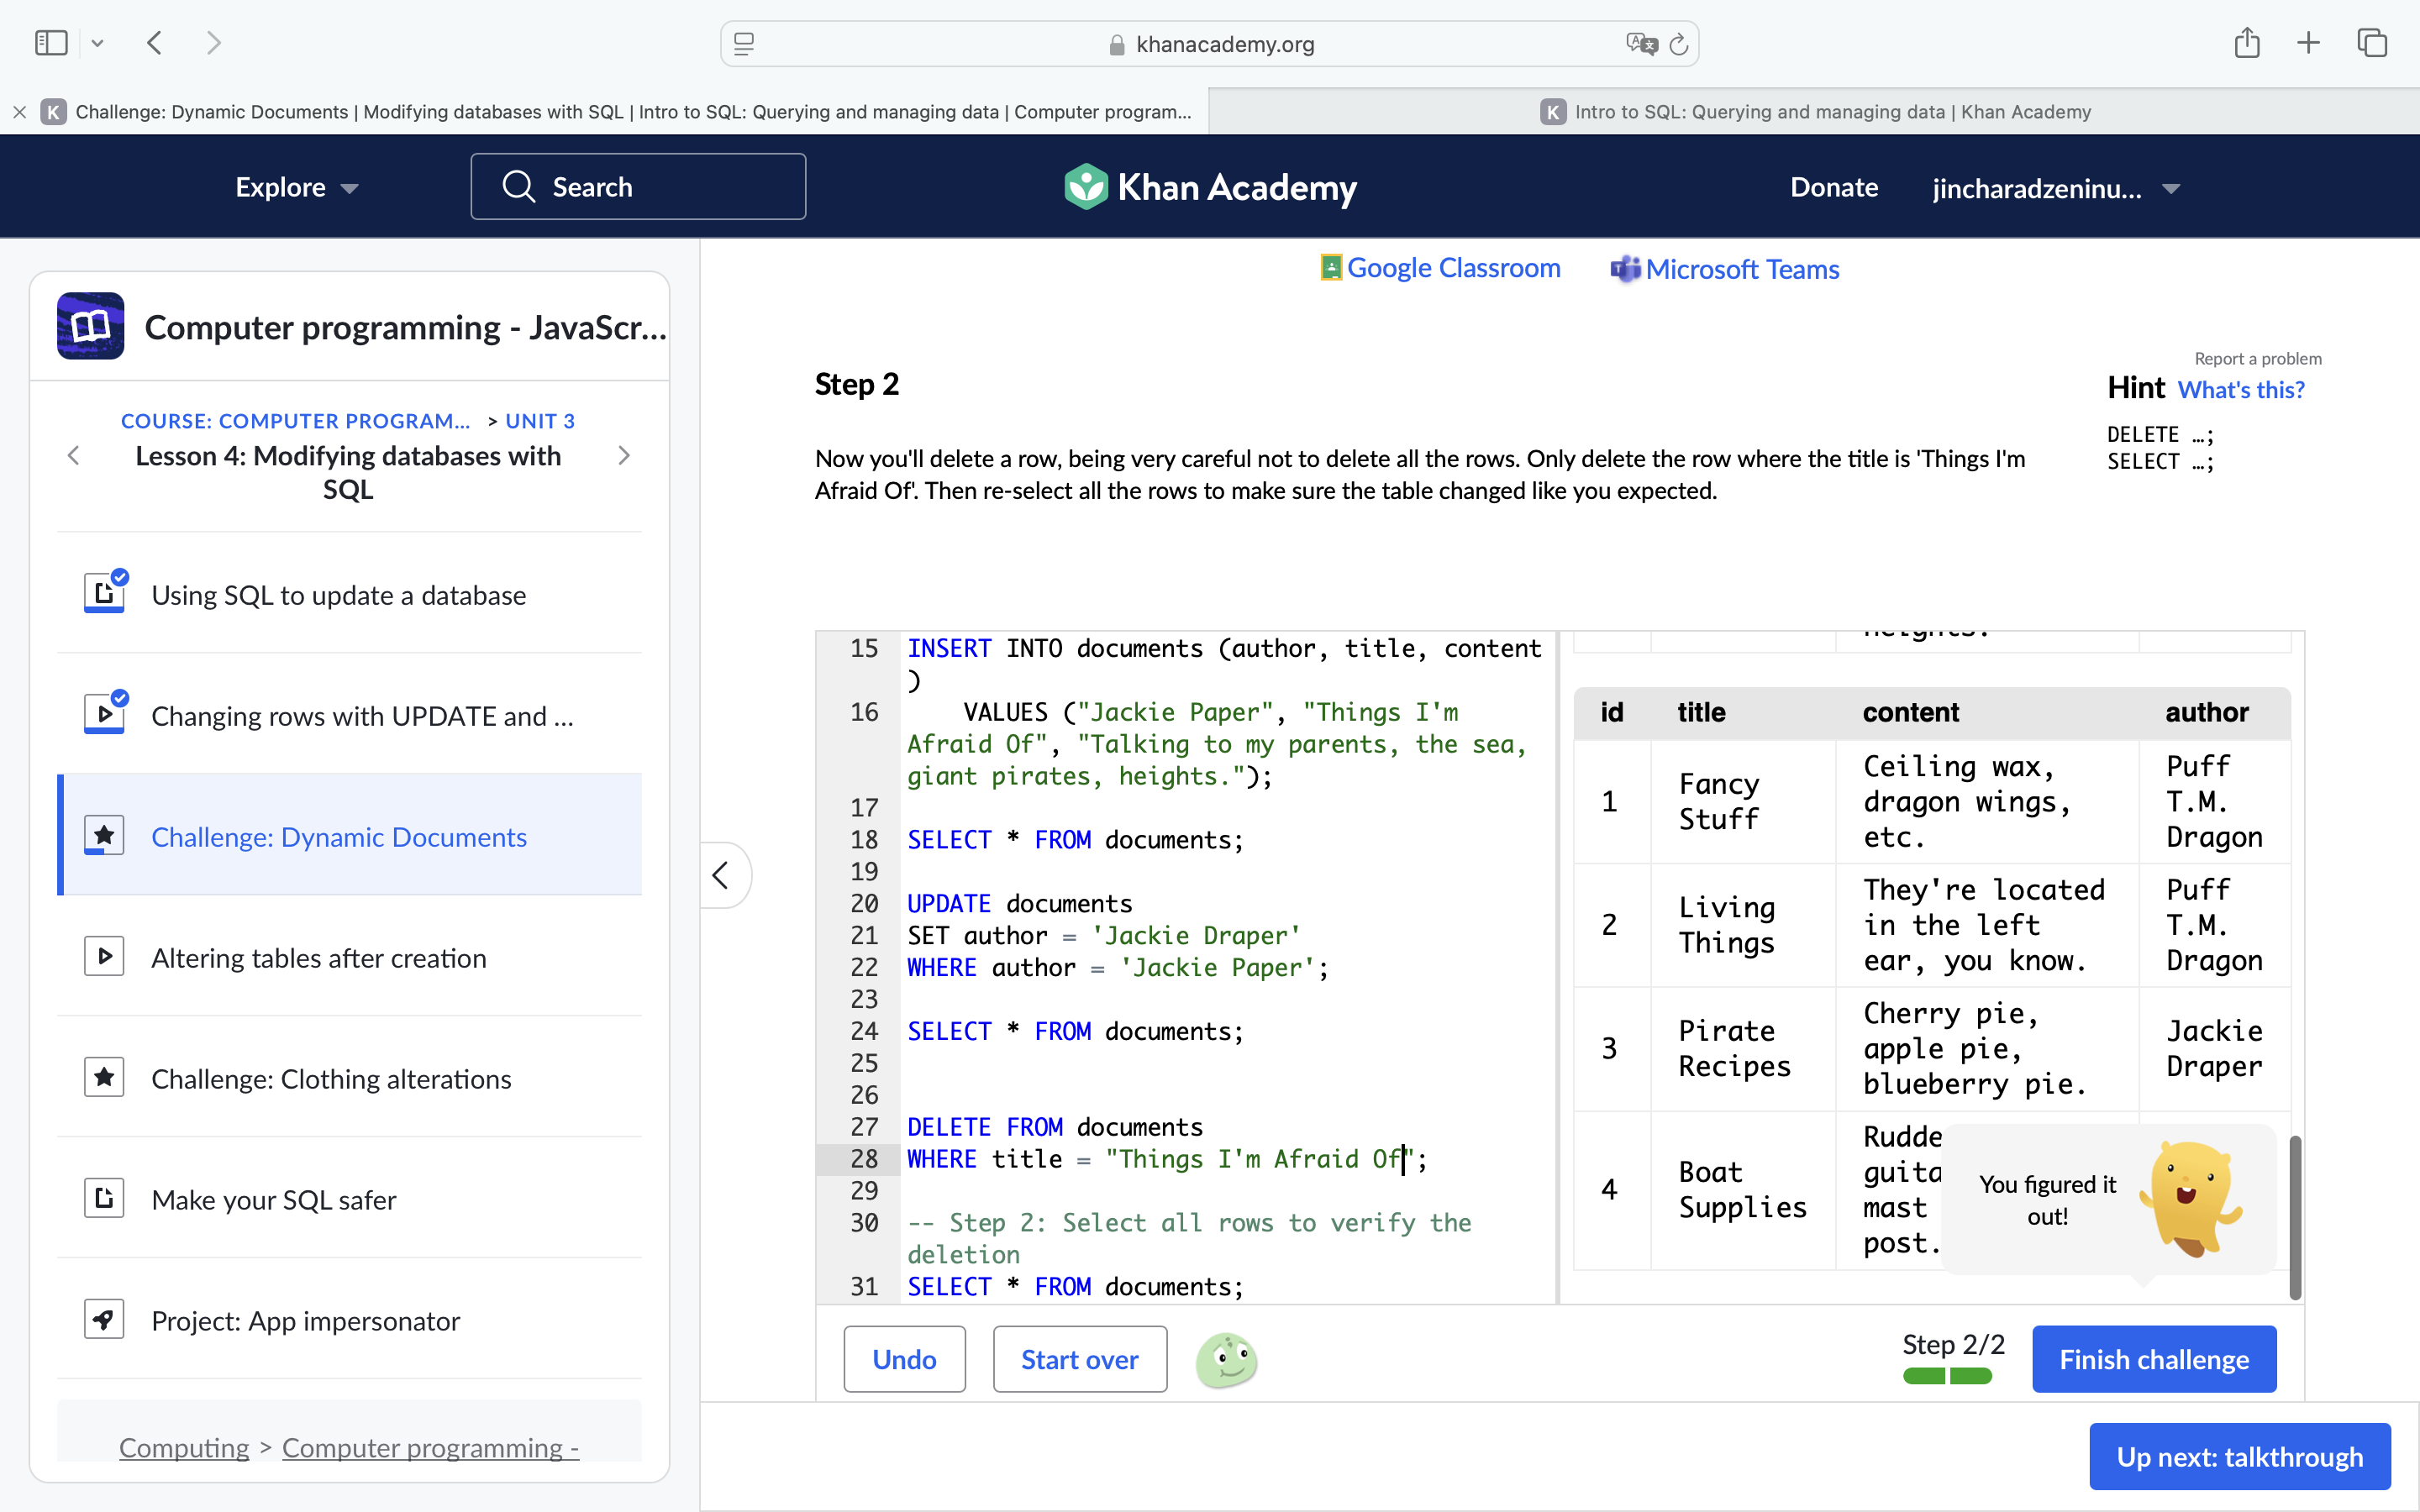 khanacademy.org
Challenge: Dynamic Documents | Modifying databases with SQL | Intro to SQL: Querying and managing data | Computer program...
K Intro to SQL: Querying and managing data | Khan Academy
Explore
Search
Khan Academy
Donate
jincharadzeninu...
Computer programming - JavaScr...
COURSE: COMPUTER PROGRAM... > UNIT 3
Lesson 4: Modifying databases with
SQL
Using SQL to update a database
Changing rows with UPDATE and ...
Challenge: Dynamic Documents
Altering tables after creation
Challenge: Clothing alterations
Make your SQL safer
Project: App impersonator
Computing > Computer programming -
Google Classroom
Microsoft Teams
Report a problem
Step 2
Hint What's this?
DELETE …;
SELECT …;
Now you'll delete a row, being very careful not to delete all the rows. Only delete the row where the title is 'Things I'm
Afraid Of'. Then re-select all the rows to make sure the table changed like you expected.
15 INSERT INTO documents (author, title, content
)
16 VALUES ("Jackie Paper", "Things I'm
Afraid Of", "Talking to my parents, the sea,
giant pirates, heights.");
17
18 SELECT * FROM documents;
19
20 UPDATE documents
21 SET author = 'Jackie Draper'
22 WHERE author = 'Jackie Paper';
23
24 SELECT * FROM documents;
25
26
27 DELETE FROM documents
28 WHERE title = "Things I'm Afraid Of";
29
30 -- Step 2: Select all rows to verify the
deletion
31 SELECT * FROM documents;
heights.
id title content author
1 Fancy Stuff Ceiling wax, dragon wings, etc. Puff T.M. Dragon
2 Living Things They're located in the left ear, you know. Puff T.M. Dragon
3 Pirate Recipes Cherry pie, apple pie, blueberry pie. Jackie Draper
4 Boat Supplies Rudde guita mast post.
You figured it
out!
Undo
Start over
Step 2/2
Finish challenge
Up next: talkthrough